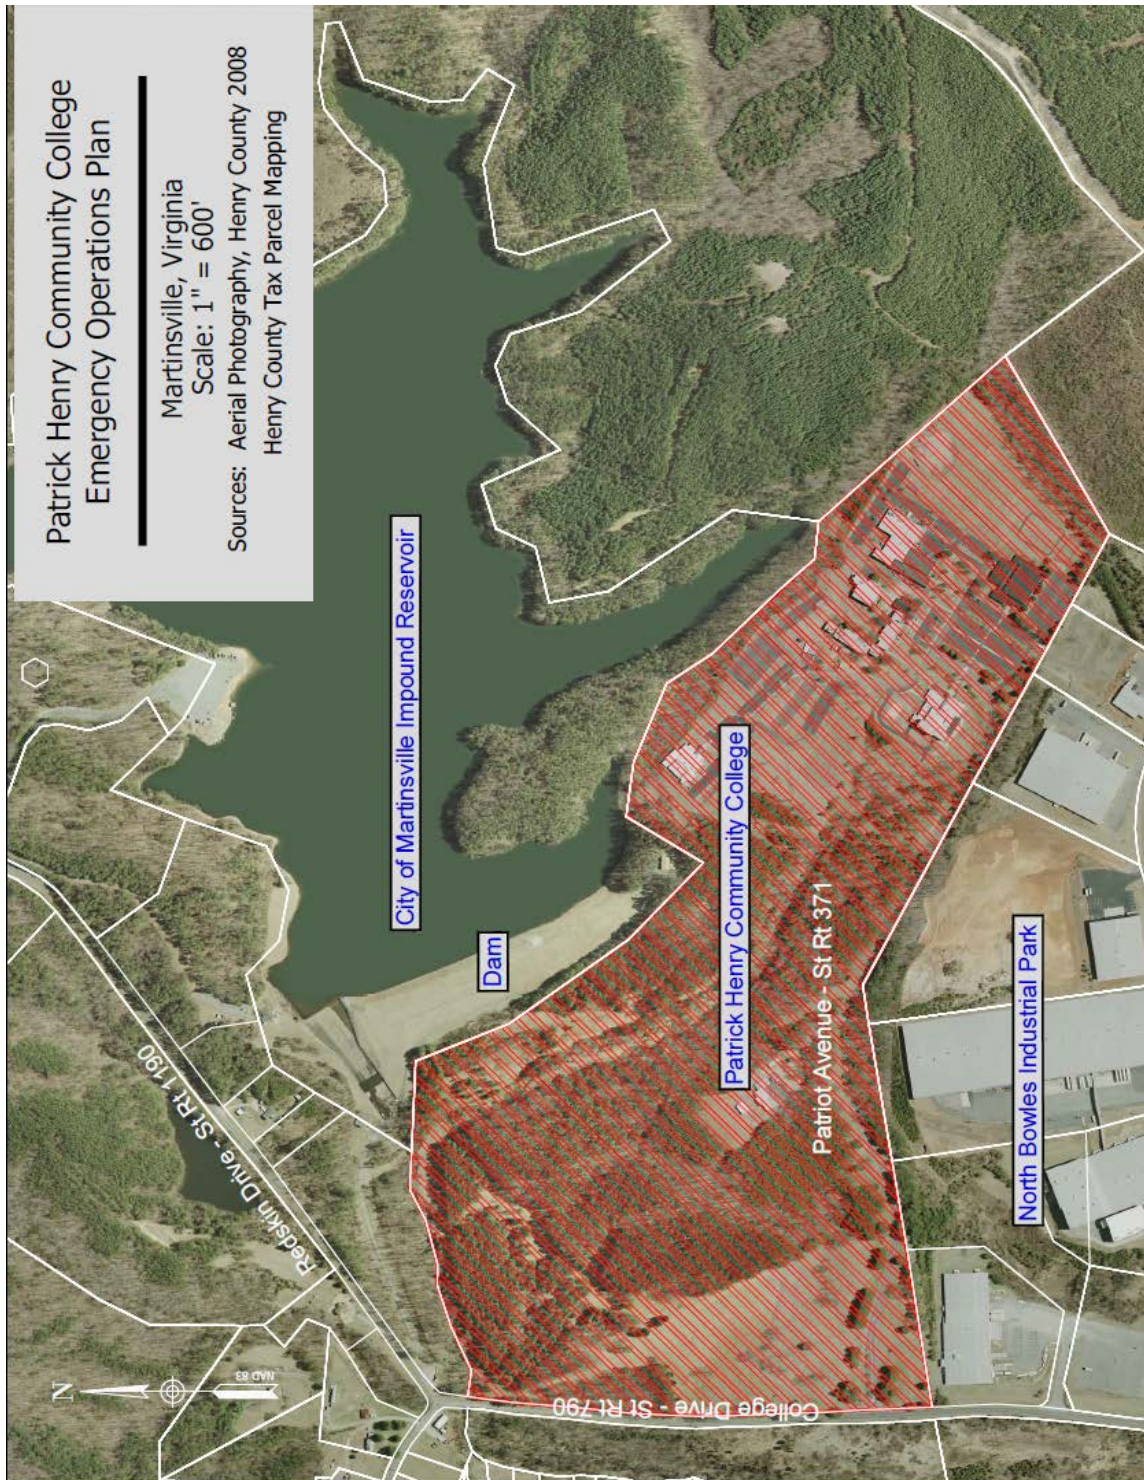 Patrick Henry Community College
Emergency Operations Plan
Martinsville, Virginia
Scale: 1" = 600'
Sources: Aerial Photography, Henry County 2008
Henry County Tax Parcel Mapping
City of Martinsville Impound Reservoir
Dam
Patrick Henry Community College
Patriot Avenue - St Rt 371
North Bowles Industrial Park
Redskin Drive - St Rt 1190
College Drive - St Rt 790
N
NAD 83